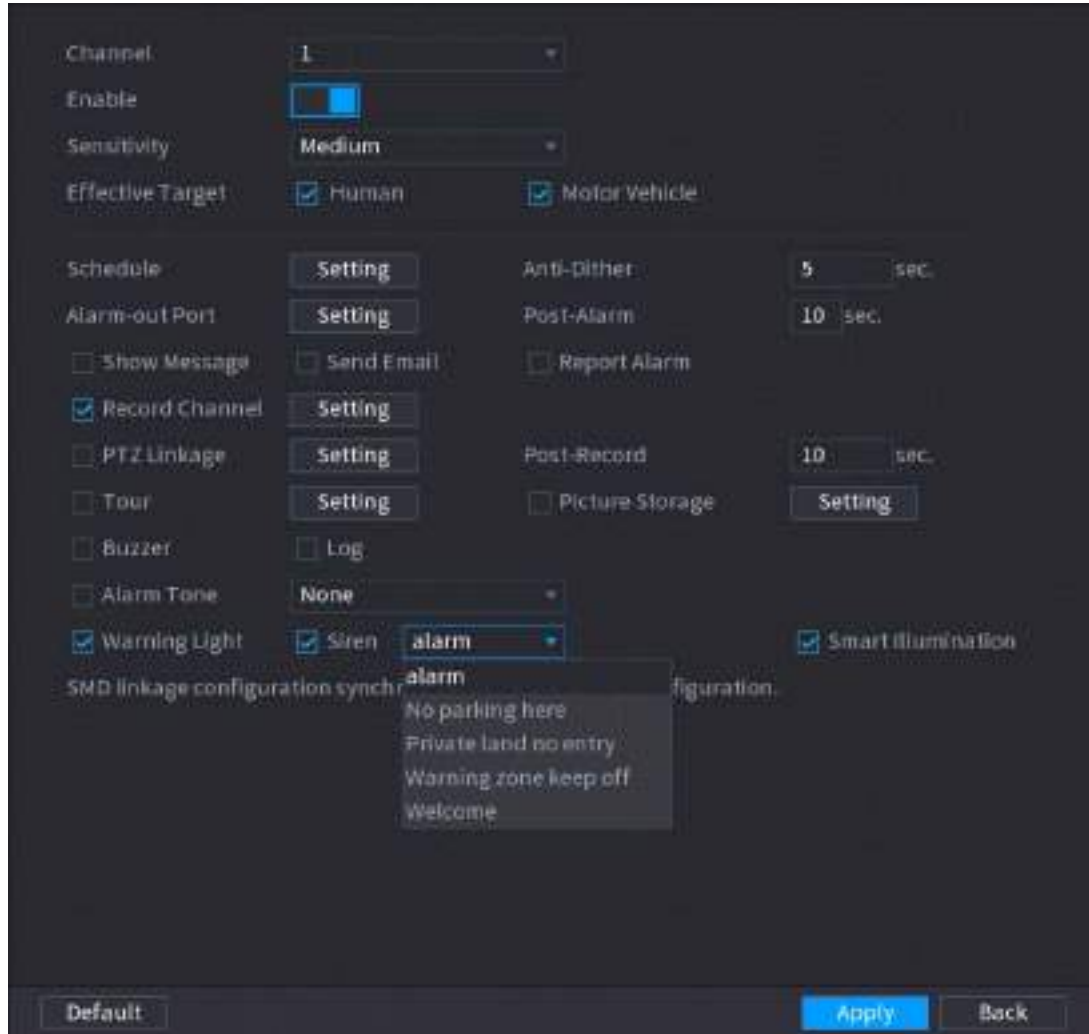 Channel 1
Enable
Sensitivity Medium
Effective Target Human Motor Vehicle
Schedule Setting Anti-Dither 5 sec.
Alarm-out Port Setting Post-Alarm 10 sec.
Show Message Send Email Report Alarm
Record Channel Setting
PTZ Linkage Setting Post-Record 10 sec.
Tour Setting Picture Storage Setting
Buzzer Log
Alarm Tone None
Warning Light Siren alarm Smart Illumination
alarm
SMD linkage configuration synchr figuration.
No parking here
Private land no entry
Warning zone keep off
Welcome
Default Apply Back